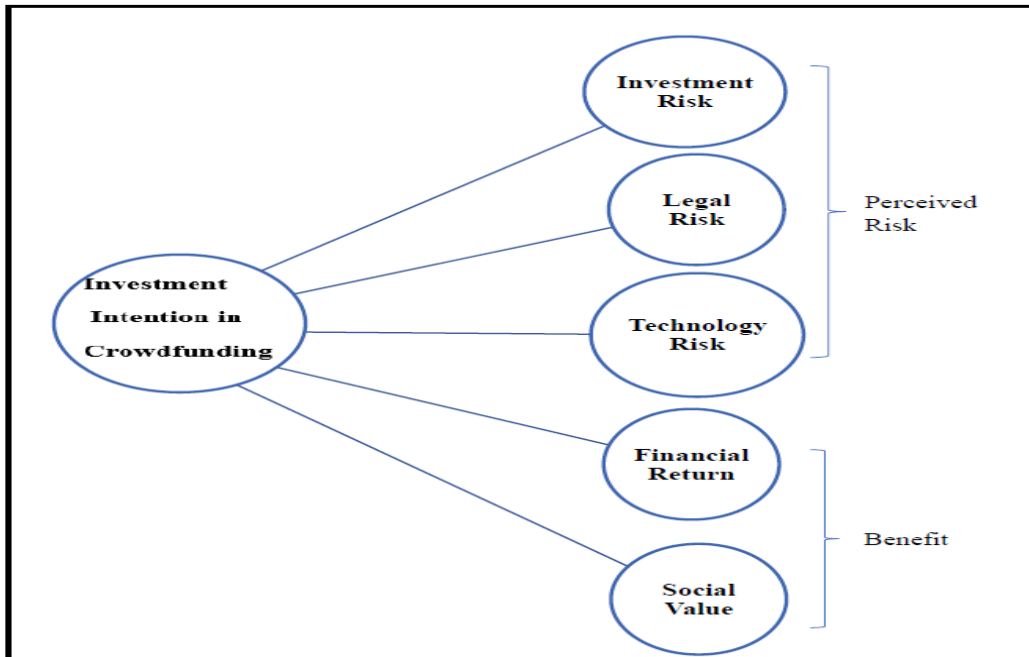 Investment
Risk
Legal
Risk
Perceived
Risk
Investment
Intention in
Crowdfunding
Technology
Risk
Financial
Return
Benefit
Social
Value